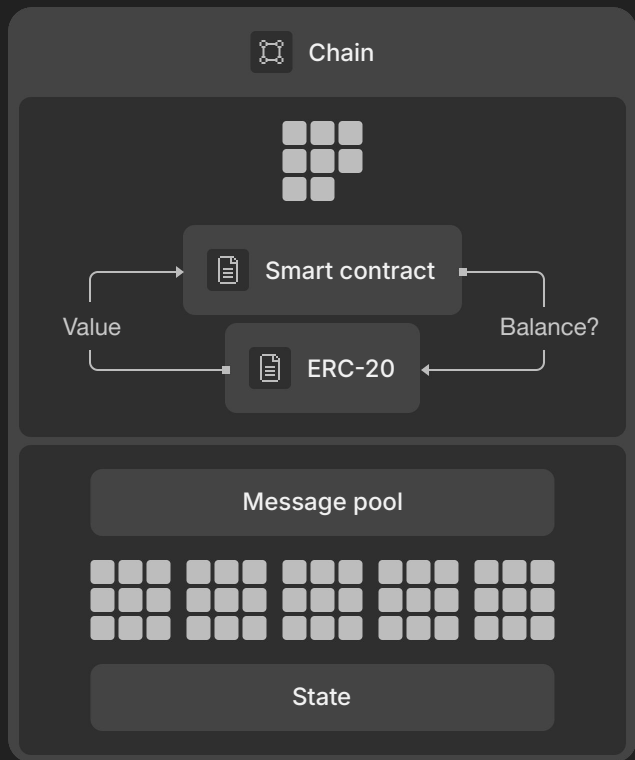 Chain
Smart contract
Value
Balance?
ERC-20
Message pool
State